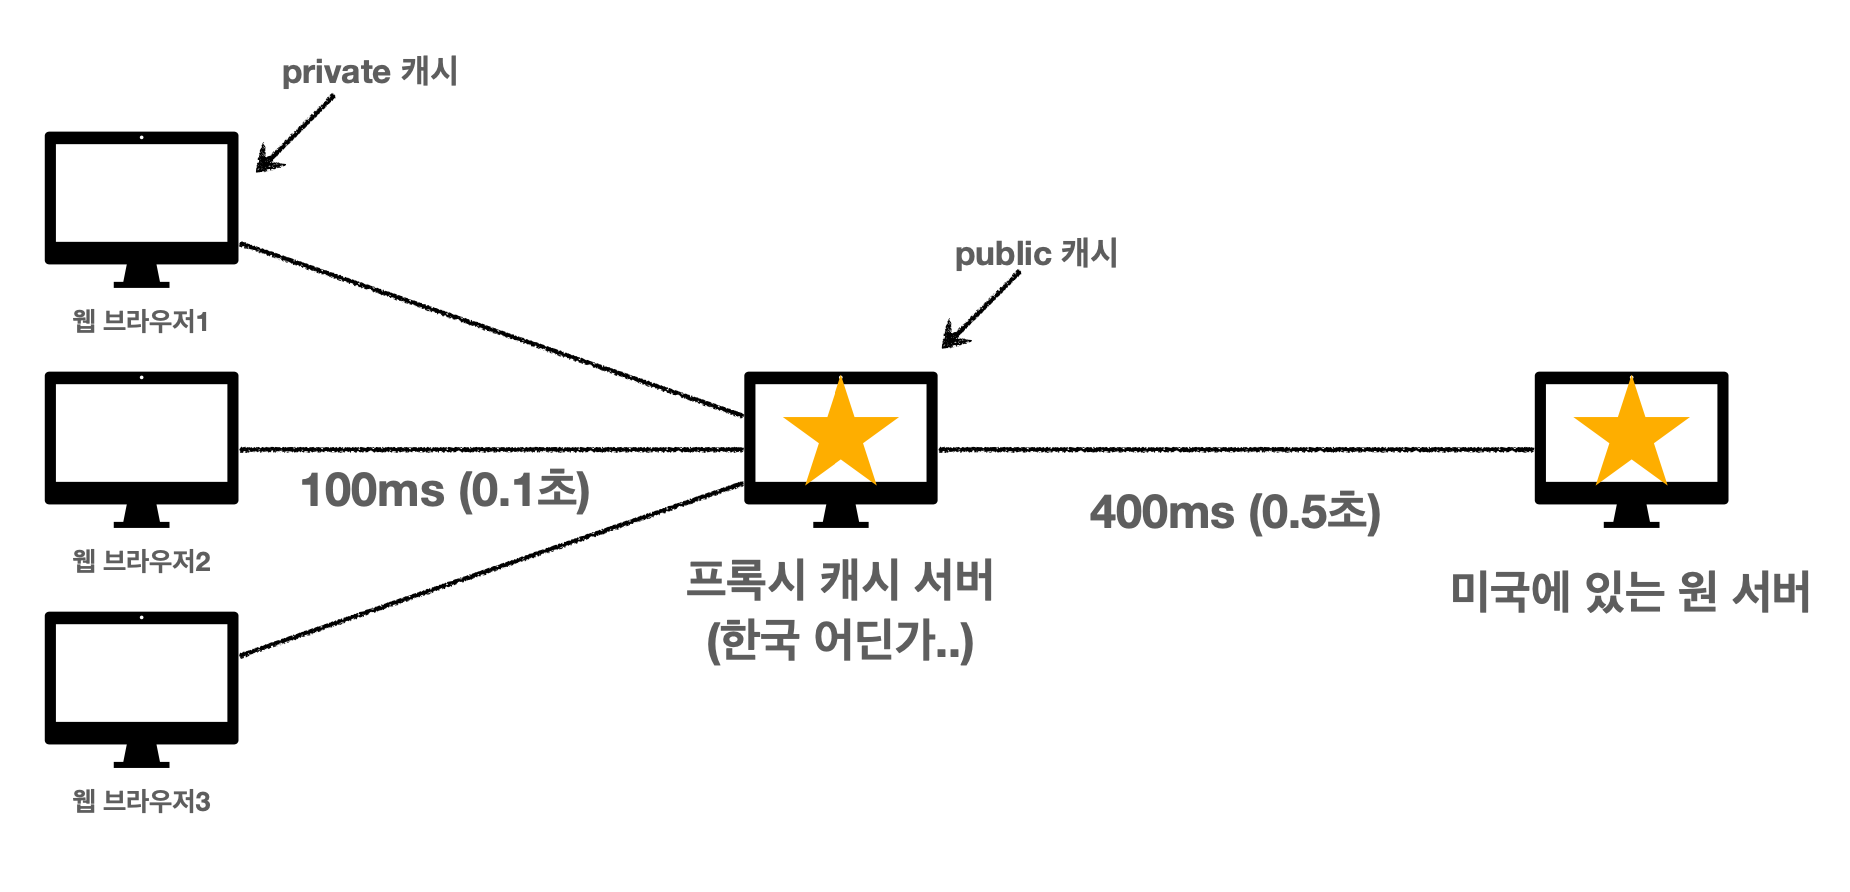 private 캐시
public 캐시
웹 브라우저1
100ms (0.1초)
400ms (0.5초)
웹 브라우저2
프록시 캐시 서버
(한국 어딘가..)
미국에 있는 원 서버
웹 브라우저3